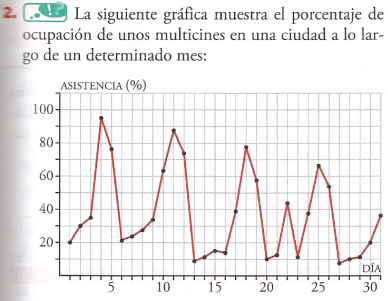 2. La siguiente gráfica muestra el porcentaje de
ocupación de unos multicines en una ciudad a lo lar-
go de un determinado mes:
ASISTENCIA (%)
100
80
60
40
20
5 10 15 20 25 30
DÍA